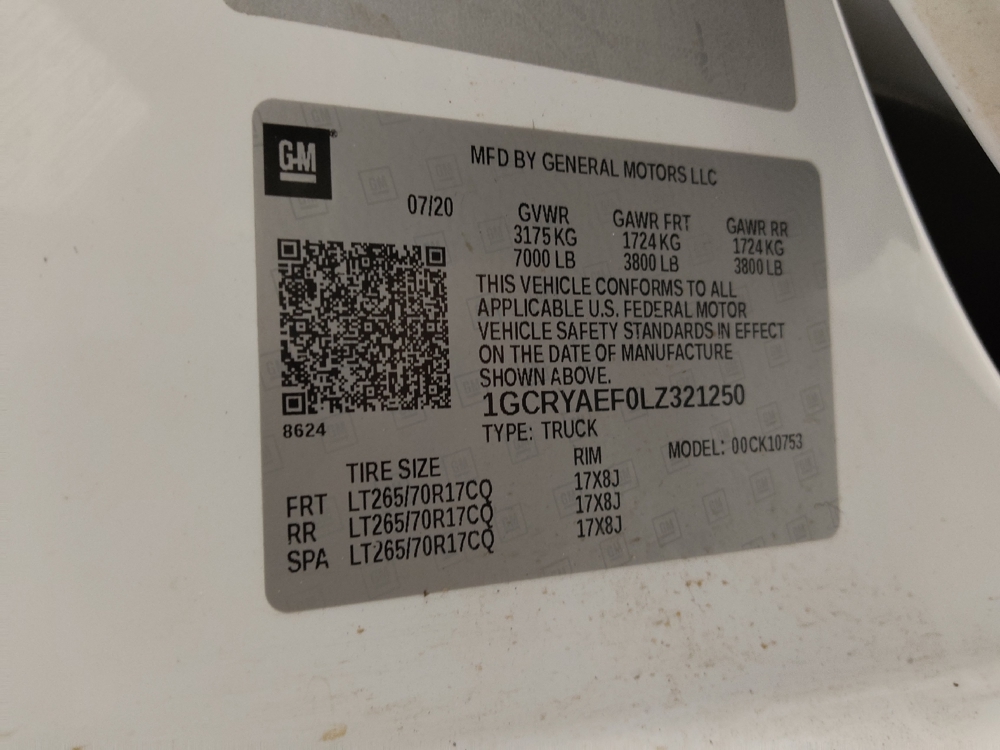 GM
MFD BY GENERAL MOTORS LLC
07/20
GVWR GAWR FRT GAWR RR
3175 KG 1724 KG 1724 KG
7000 LB 3800 LB 3800 LB
THIS VEHICLE CONFORMS TO ALL
APPLICABLE U.S. FEDERAL MOTOR
VEHICLE SAFETY STANDARDS IN EFFECT
ON THE DATE OF MANUFACTURE
SHOWN ABOVE.
1GCRYAEF0LZ321250
8624
TYPE: TRUCK
MODEL: 00CK10753
TIRE SIZE RIM
FRT LT265/70R17CQ 17X8J
RR LT265/70R17CQ 17X8J
SPA LT265/70R17CQ 17X8J